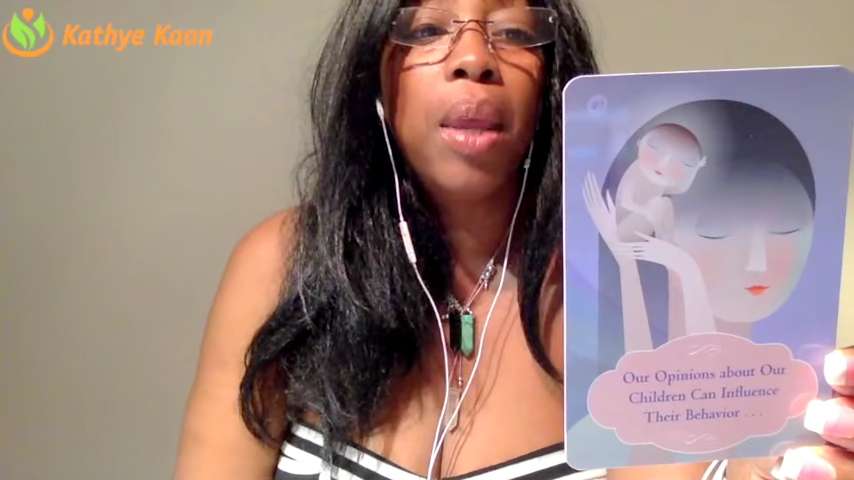 Kathye Kaan
Our Opinions about Our
Children Can Influence
Their Behavior . . .